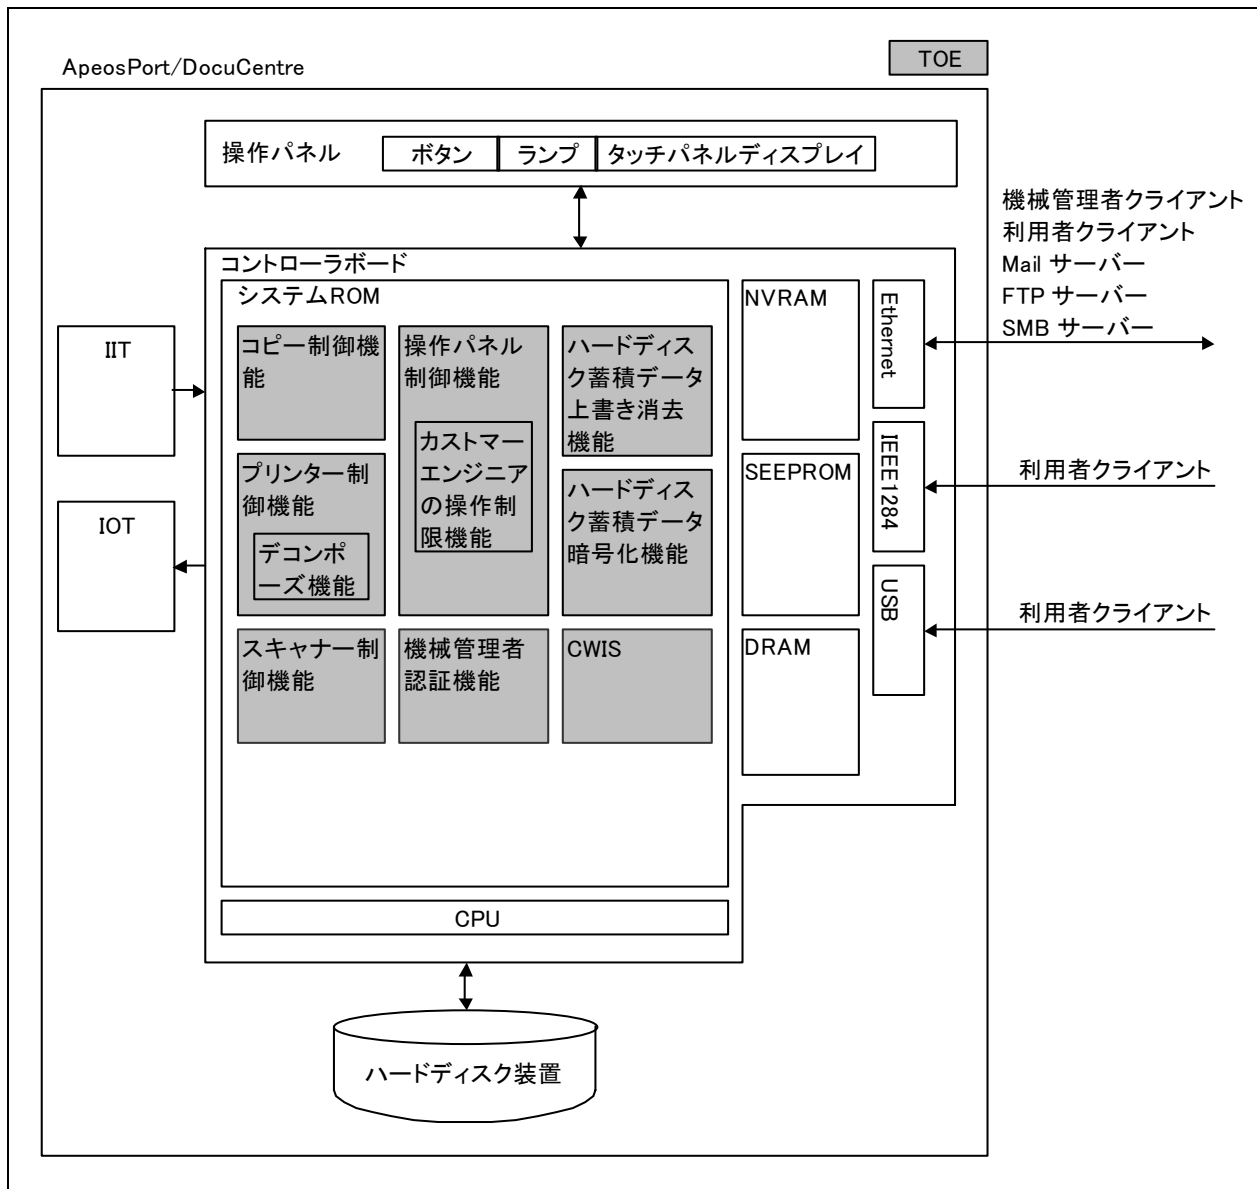 TOE
ApeosPort/DocuCentre
操作パネル
ボタン
ランプ
タッチパネルディスプレイ
機械管理者クライアント
利用者クライアント
Mail サーバー
FTP サーバー
SMB サーバー
コントローラボード
システムROM
NVRAM
Ethernet
IIT
コピー制御機
能
操作パネル
制御機能
ハードディス
ク蓄積データ
上書き消去
機能
カストマー
エンジニア
の操作制
限機能
プリンター制
御機能
デコンポ
ーズ機能
ハードディス
ク蓄積データ
暗号化機能
SEEPROM
IEEE1284
利用者クライアント
IOT
USB
利用者クライアント
スキャナー制
御機能
機械管理者
認証機能
CWIS
DRAM
CPU
ハードディスク装置